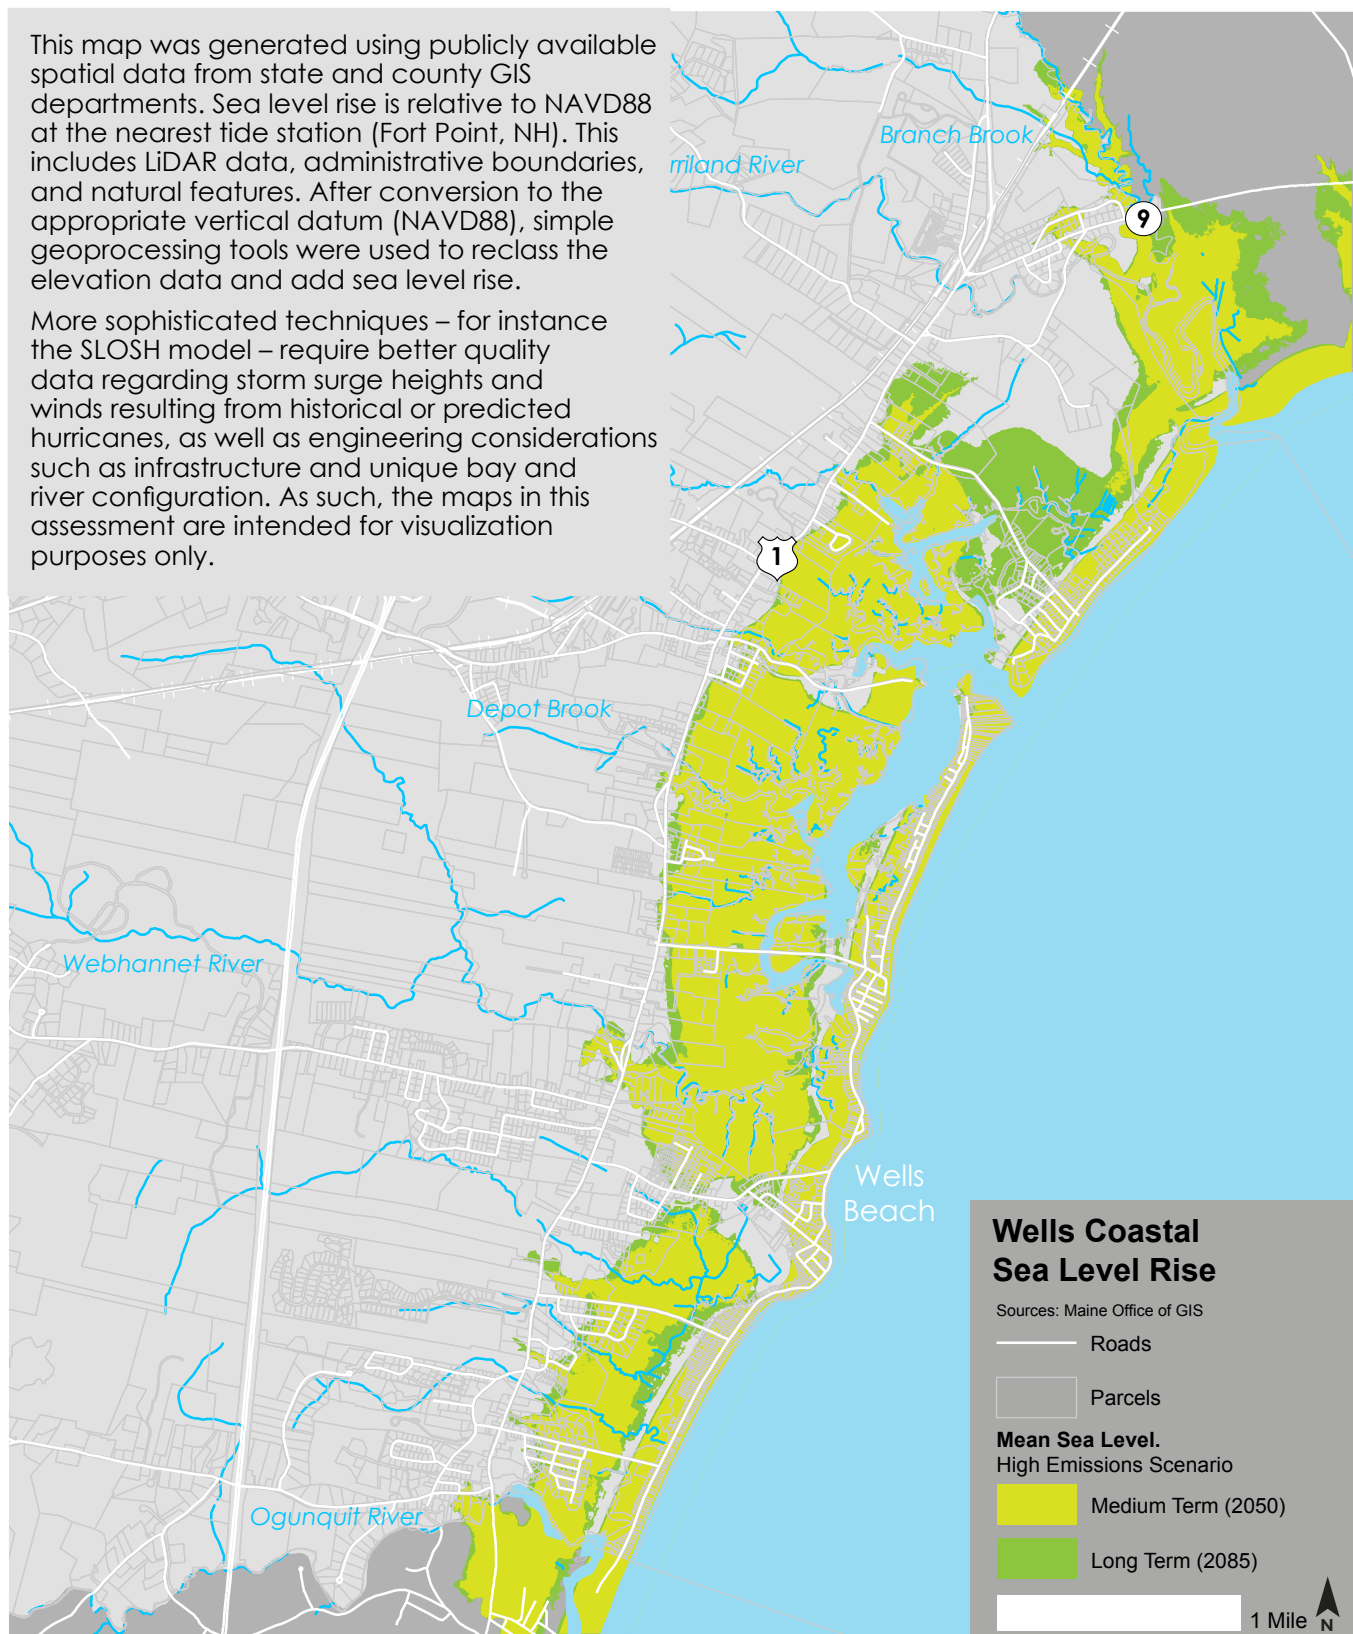 This map was generated using publicly available
spatial data from state and county GIS
departments. Sea level rise is relative to NAVD88
at the nearest tide station (Fort Point, NH). This
includes LiDAR data, administrative boundaries,
and natural features. After conversion to the
appropriate vertical datum (NAVD88), simple
geoprocessing tools were used to reclass the
elevation data and add sea level rise.
More sophisticated techniques – for instance
the SLOSH model – require better quality
data regarding storm surge heights and
winds resulting from historical or predicted
hurricanes, as well as engineering considerations
such as infrastructure and unique bay and
river configuration. As such, the maps in this
assessment are intended for visualization
purposes only.
Branch Brook
rriland River
9
1
Depot Brook
Webhannet River
Wells
Beach
Ogunquit River
Wells Coastal
Sea Level Rise
Sources: Maine Office of GIS
Roads
Parcels
Mean Sea Level.
High Emissions Scenario
Medium Term (2050)
Long Term (2085)
1 Mile
N